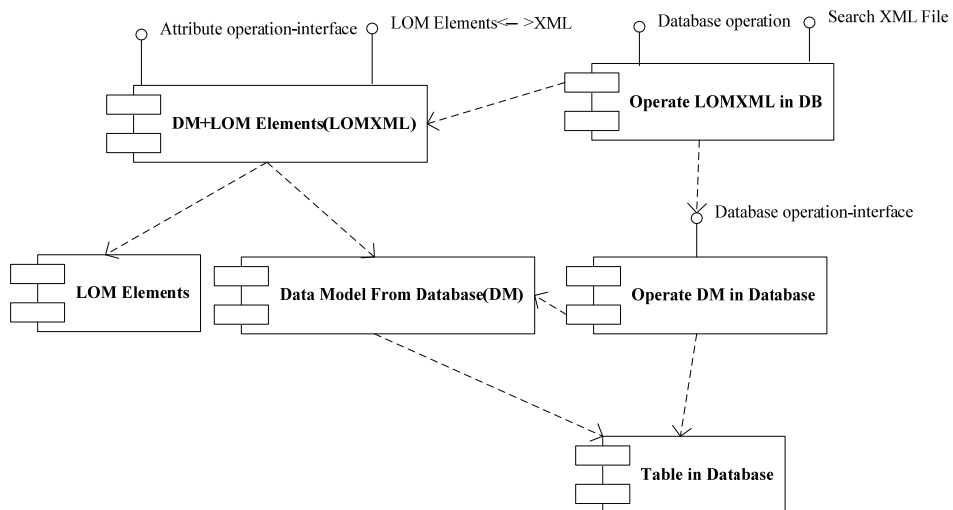 Attribute operation-interface
LOM Elements<-- >XML
Database operation
Search XML File
DM+LOM Elements(LOMXML)
Operate LOMXML in DB
Database operation-interface
LOM Elements
Data Model From Database(DM)
Operate DM in Database
Table in Database